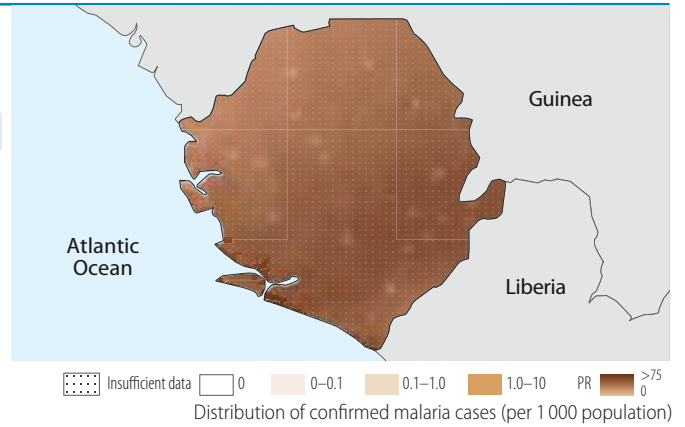 Guinea
Atlantic
Ocean
Liberia
Insufficient data 0 0–0.1 0.1–1.0 1.0–10 PR >75
0
Distribution of confirmed malaria cases (per 1 000 population)